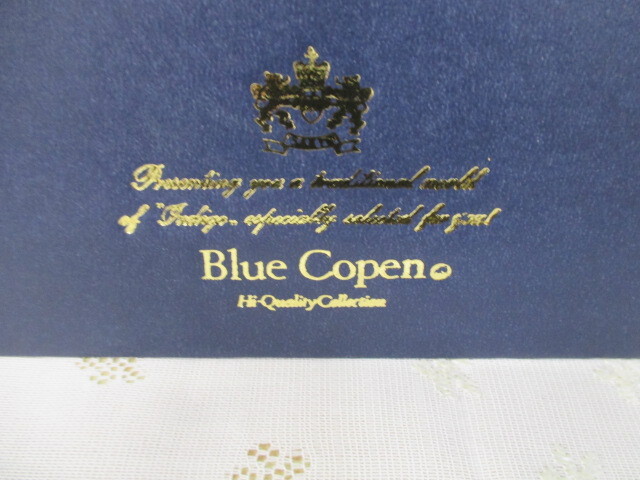 Presenting you a traditional world
of "Indigo", especially selected for you!
Blue Copen
Hi-Quality Collection